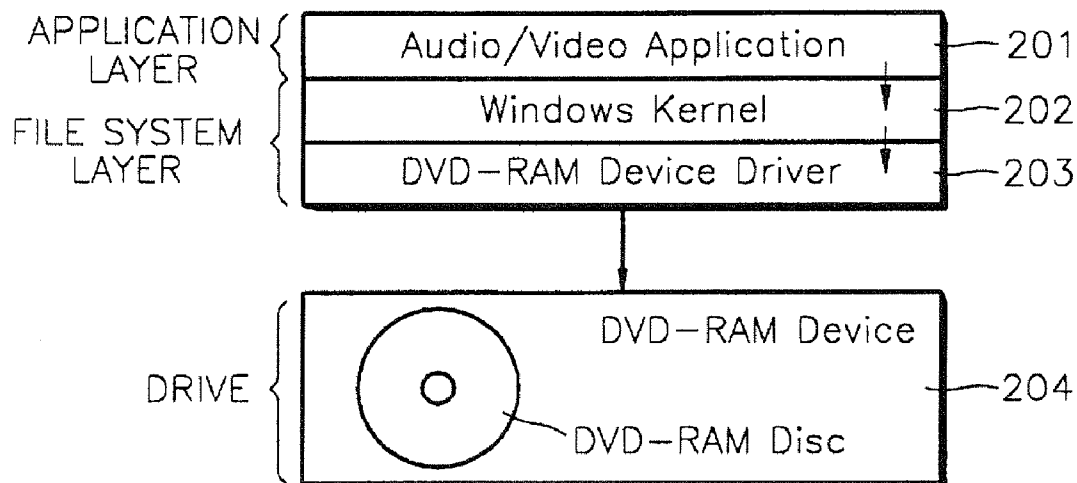 APPLICATION
LAYER
Audio/Video Application
201
Windows Kernel
202
FILE SYSTEM
LAYER
DVD-RAM Device Driver
203
DVD-RAM Device
DRIVE
204
DVD-RAM Disc